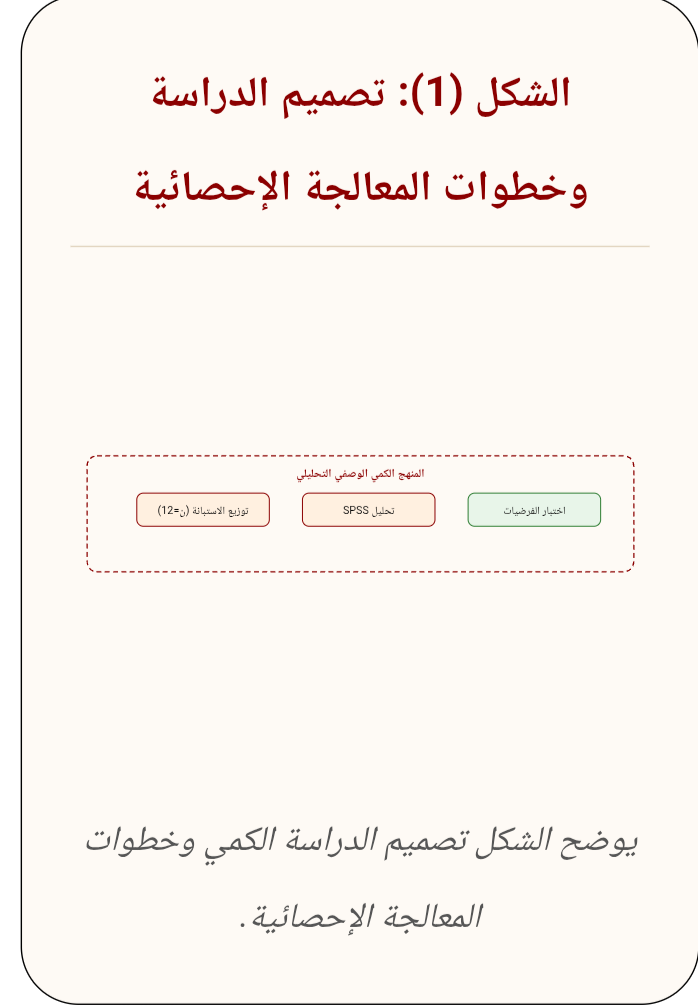 الشكل (1): تصميم الدراسة
وخطوات المعالجة الإحصائية
المنهج الكمي الوصفي التحليلي
اختبار الفرضيات
تحليل SPSS
توزيع الاستبانة (ن=12)
يوضح الشكل تصميم الدراسة الكمي وخطوات
المعالجة الإحصائية.